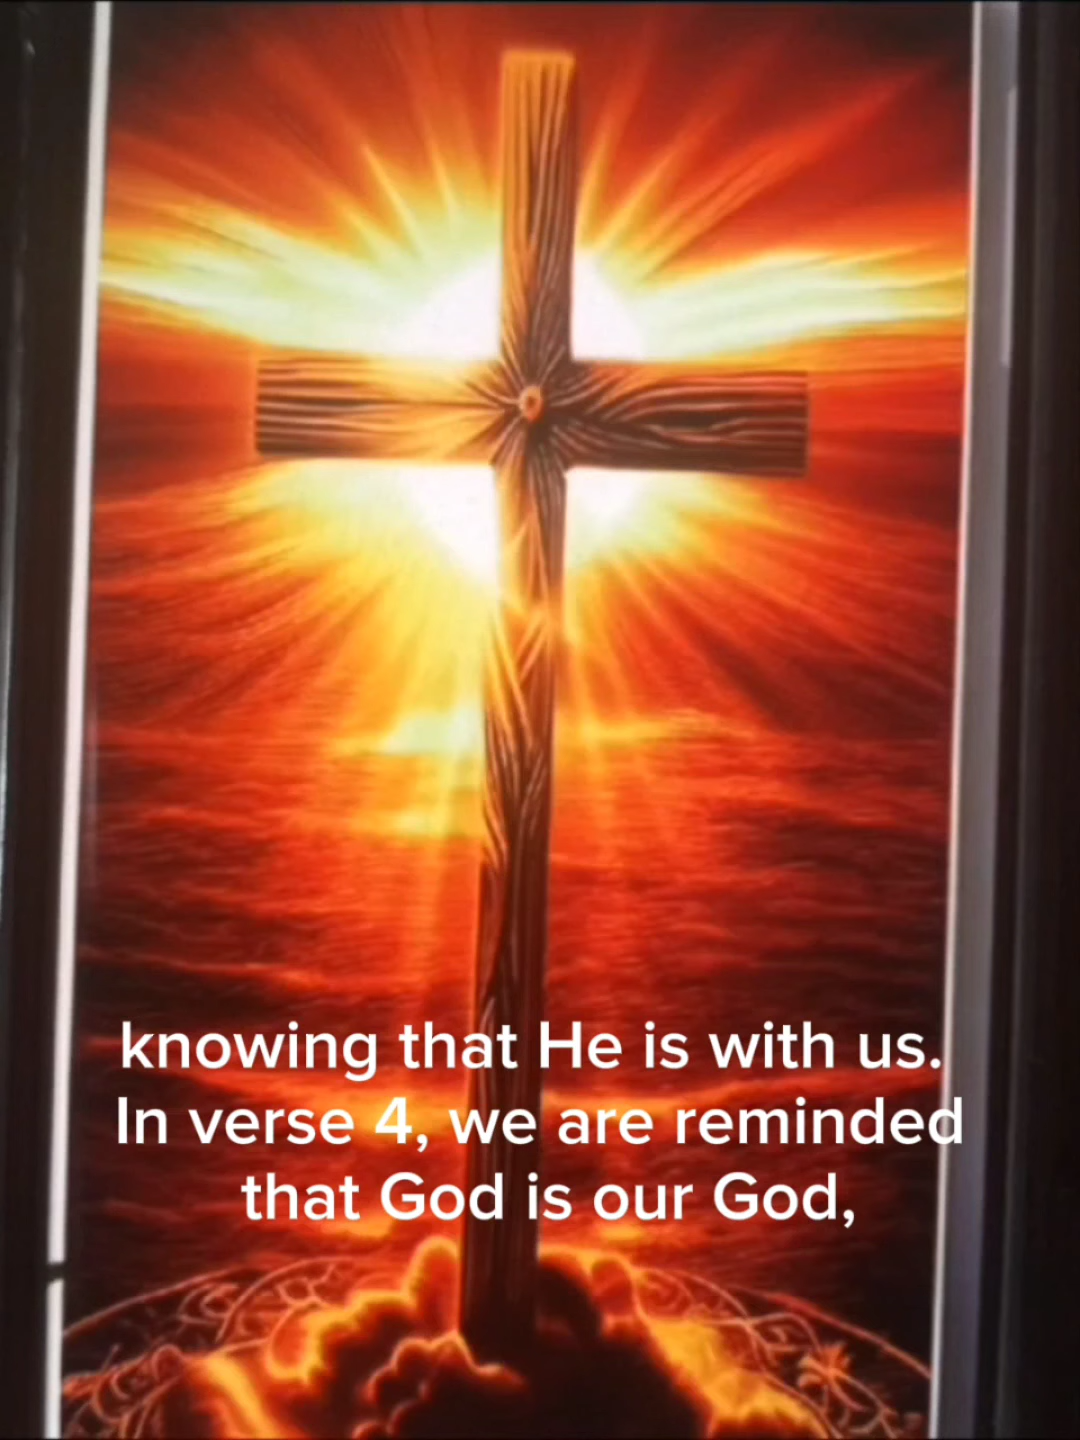 knowing that He is with us.
In verse 4, we are reminded
that God is our God,